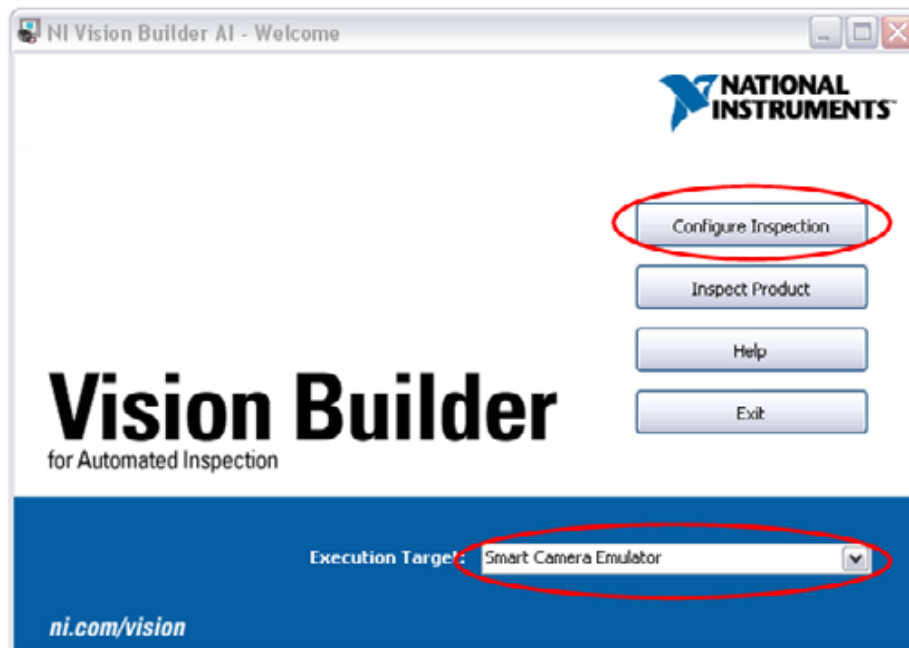 NI Vision Builder AI - Welcome
NATIONAL
INSTRUMENTS
Configure Inspection
Inspect Product
Help
Exit
Vision Builder
for Automated Inspection
Execution Target: Smart Camera Emulator
ni.com/vision